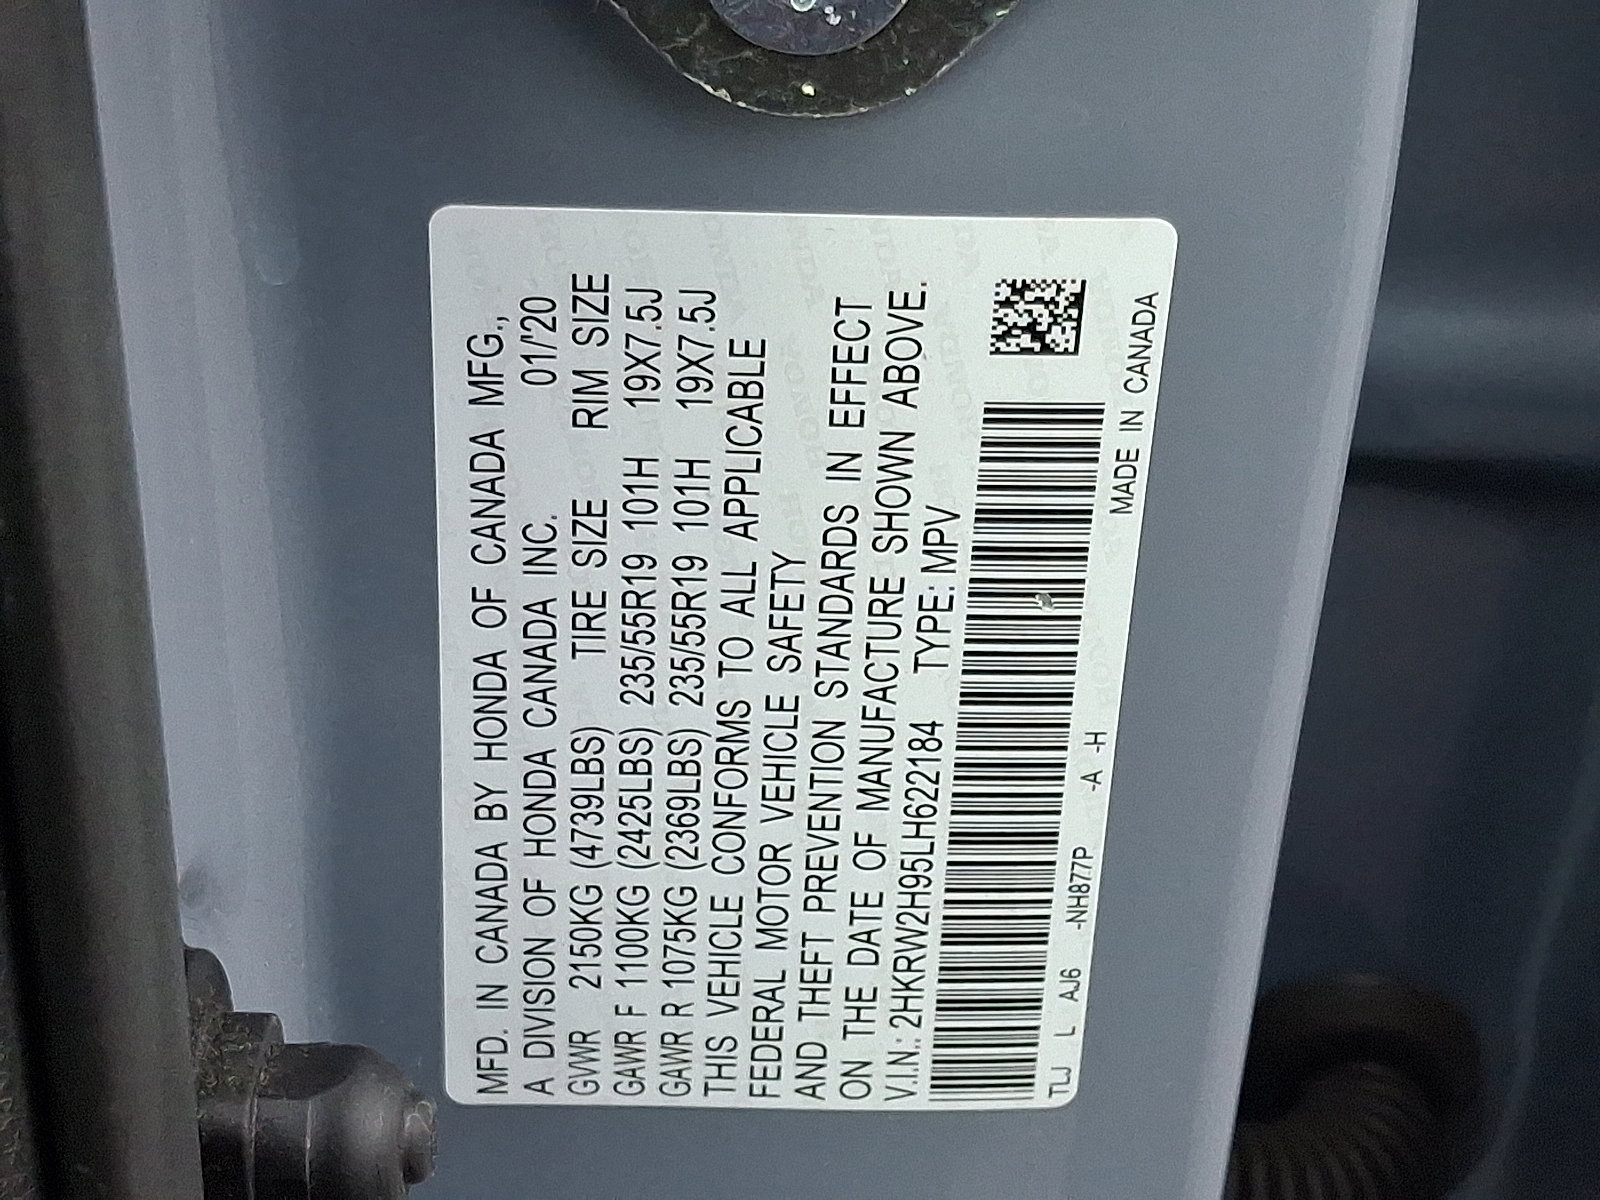 MFD. IN CANADA BY HONDA OF CANADA MFG.,
A DIVISION OF HONDA CANADA INC. 01/'20
GVWR 2150KG (4739LBS) TIRE SIZE RIM SIZE
GAWR F 1100KG (2425LBS) 235/55R19 101H 19X7.5J
GAWR R 1075KG (2369LBS) 235/55R19 101H 19X7.5J
THIS VEHICLE CONFORMS TO ALL APPLICABLE
FEDERAL MOTOR VEHICLE SAFETY
AND THEFT PREVENTION STANDARDS IN EFFECT
ON THE DATE OF MANUFACTURE SHOWN ABOVE.
V.I.N.: 2HKRW2H95LH622184 TYPE: MPV
TLJ L AJ6 -NH877P -A -H MADE IN CANADA